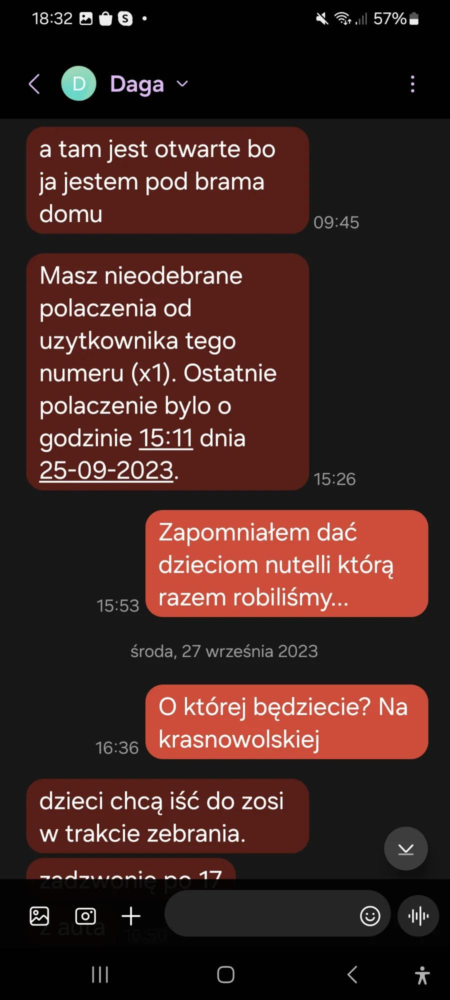 18:32
57%
D Daga
a tam jest otwarte bo
ja jestem pod brama
domu
09:45
Masz nieodebrane
polaczenia od
uzytkownika tego
numeru (x1). Ostatnie
polaczenie bylo o
godzinie 15:11 dnia
25-09-2023.
15:26
Zapomniałem dać
dzieciom nutelli którą
razem robiliśmy...
15:53
środa, 27 września 2023
O której będziecie? Na
krasnowolskiej
16:36
dzieci chcą iść do zosi
w trakcie zebrania.
zadzwonię po 17
z auta
16:50